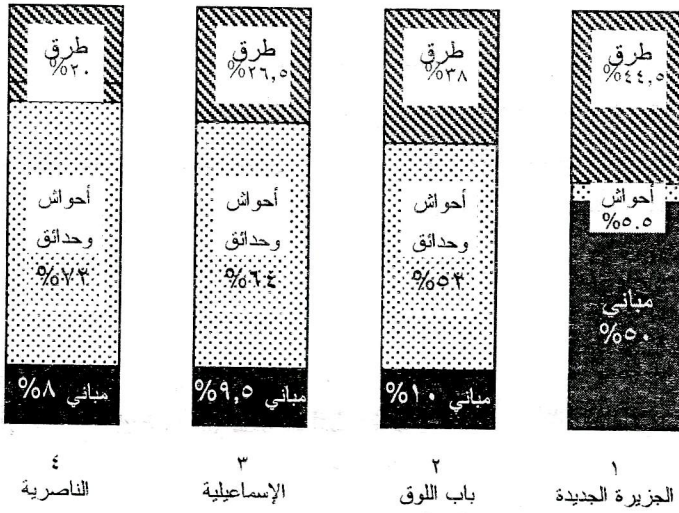 طرق
%٤٤,٥
أحواش
%٥.٥
مباني
%٥٠
١
الجزيرة الجديدة
طرق
%٣٨
أحواش
وحدائق
%٥٢
مباني ١٠%
٢
باب اللوق
طرق
%٢٦,٥
أحواش
وحدائق
%٦٤
مباني ٩,٥%
٣
الإسماعيلية
طرق
%٢٠
أحواش
وحدائق
%٧٢
مباني ٨%
٤
الناصرية